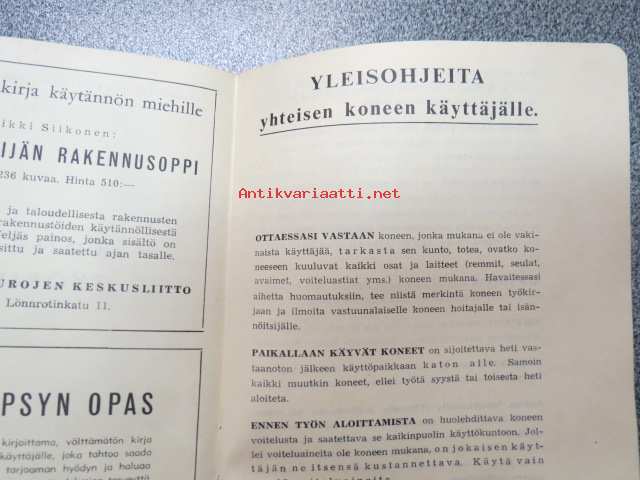 kirja käytännön miehille
ikki Siikonen:
IJÄN RAKENNUSOPPI
236 kuvaa. Hinta 510:—
ja taloudellisesta rakennusten
rakennustöiden käytännöllisestä
eljäs painos, jonka sisältö on
sittu ja saatettu ajan tasalle.
UROJEN KESKUSLIITTO
Lönnrotinkatu 11.
PSYN OPAS
kirjoittama, välttämätön kirja
käyttäjälle, joka tahtoo saada
tarjoaman hyödyn ja haluaa
YLEISOHJEITA
yhteisen koneen käyttäjälle.
Antikvariaatti.net
OTTAESSASI VASTAAN koneen, jonka mukana ei ole vaki-
naista käyttäjää, tarkasta sen kunto, totea, ovatko ko-
neeseen kuuluvat kaikki osat ja laitteet (remmit, seulat,
avaimet, voiteluastiat yms.) koneen mukana. Havaitessasi
aihetta huomautuksiin, tee niistä merkintä koneen työkir-
jaan ja ilmoita vastuunalaiselle koneen hoitajalle tai isän-
nöitsijälle.
PAIKALLAAN KÄYVÄT KONEET on sijoitettava heti vas-
taanoton jälkeen käyttöpaikkaan katon alle. Samoin
kaikki muutkin koneet, ellei työtä syystä tai toisesta heti
aloiteta.
ENNEN TYÖN ALOITTAMISTA on huolehdittava koneen
voitelusta ja saatettava se kaikinpuolin käyttökuntoon. Jol-
lei voiteluaineita ole koneen mukana, on jokaisen käyt-
täjän ne itsensä kustannettava. Käytä vain